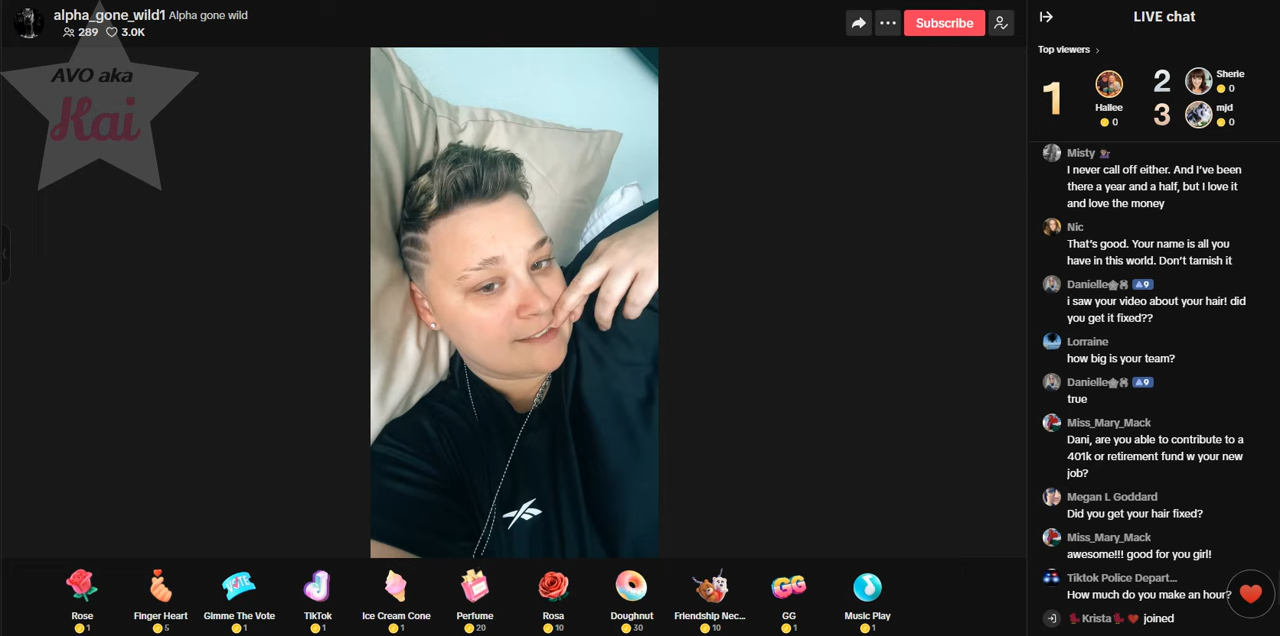 alpha_gone_wild1 Alpha gone wild
289 3.0K
Subscribe
AVO aka
Kai
LIVE chat
Top viewers
1
Hailee
0
2
Sherie
0
3
mjd
0
Misty
I never call off either. And I've been
there a year and a half, but I love it
and love the money
Nic
That's good. Your name is all you
have in this world. Don't tarnish it
Danielle 9
i saw your video about your hair! did
you get it fixed??
Lorraine
how big is your team?
Danielle 9
true
Miss_Mary_Mack
Dani, are you able to contribute to a
401k or retirement fund w your new
job?
Megan L Goddard
Did you get your hair fixed?
Miss_Mary_Mack
awesome!!! good for you girl!
Tiktok Police Depart...
How much do you make an hour?
Krista joined
VOTE
GG
Rose
1
Finger Heart
5
Gimme The Vote
1
TikTok
1
Ice Cream Cone
1
Perfume
20
Rosa
10
Doughnut
30
Friendship Nec...
10
GG
1
Music Play
1